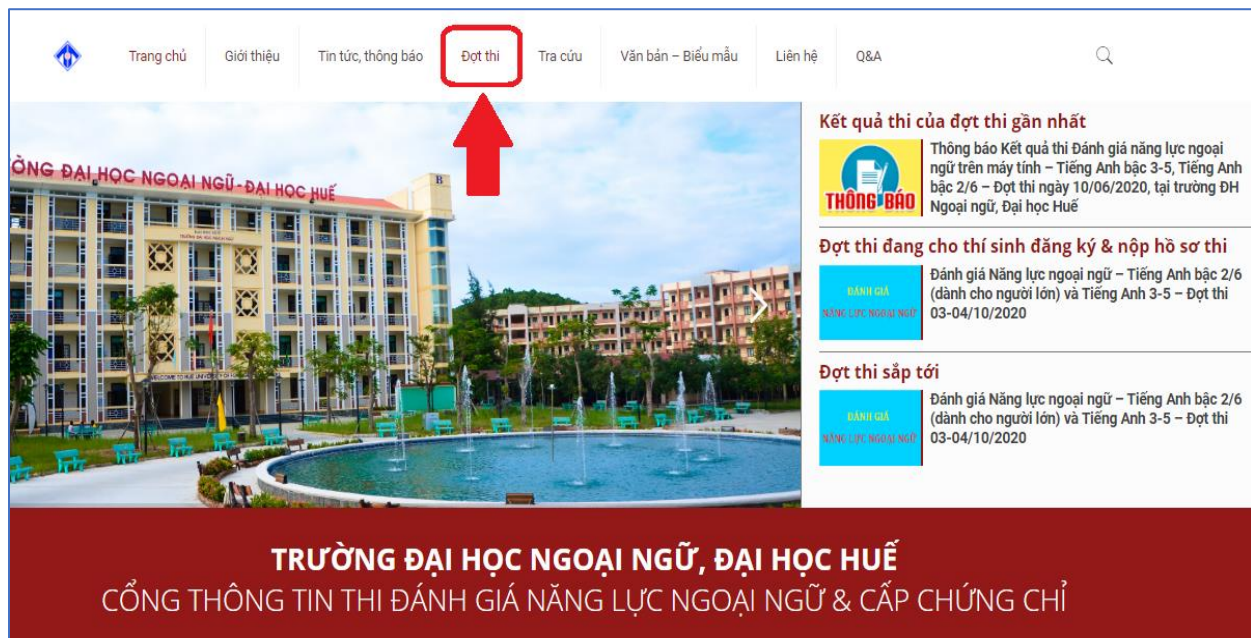 Trang chủ
Giới thiệu
Tin tức, thông báo
Đợt thi
Tra cứu
Văn bản – Biểu mẫu
Liên hệ
Q&A
ỜNG ĐẠI HỌC NGOẠI NGỮ - ĐẠI HỌC HUẾ
B
Kết quả thi của đợt thi gần nhất
THÔNG BÁO
Thông báo Kết quả thi Đánh giá năng lực ngoại
ngữ trên máy tính – Tiếng Anh bậc 3-5, Tiếng Anh
bậc 2/6 – Đợt thi ngày 10/06/2020, tại trường ĐH
Ngoại ngữ, Đại học Huế
Đợt thi đang cho thí sinh đăng ký & nộp hồ sơ thi
ĐÁNH GIÁ
NĂNG LỰC NGOẠI NGỮ
Đánh giá Năng lực ngoại ngữ – Tiếng Anh bậc 2/6
(dành cho người lớn) và Tiếng Anh 3-5 – Đợt thi
03-04/10/2020
Đợt thi sắp tới
ĐÁNH GIÁ
NĂNG LỰC NGOẠI NGỮ
Đánh giá Năng lực ngoại ngữ – Tiếng Anh bậc 2/6
(dành cho người lớn) và Tiếng Anh 3-5 – Đợt thi
03-04/10/2020
TRƯỜNG ĐẠI HỌC NGOẠI NGỮ, ĐẠI HỌC HUẾ
CỔNG THÔNG TIN THI ĐÁNH GIÁ NĂNG LỰC NGOẠI NGỮ & CẤP CHỨNG CHỈ